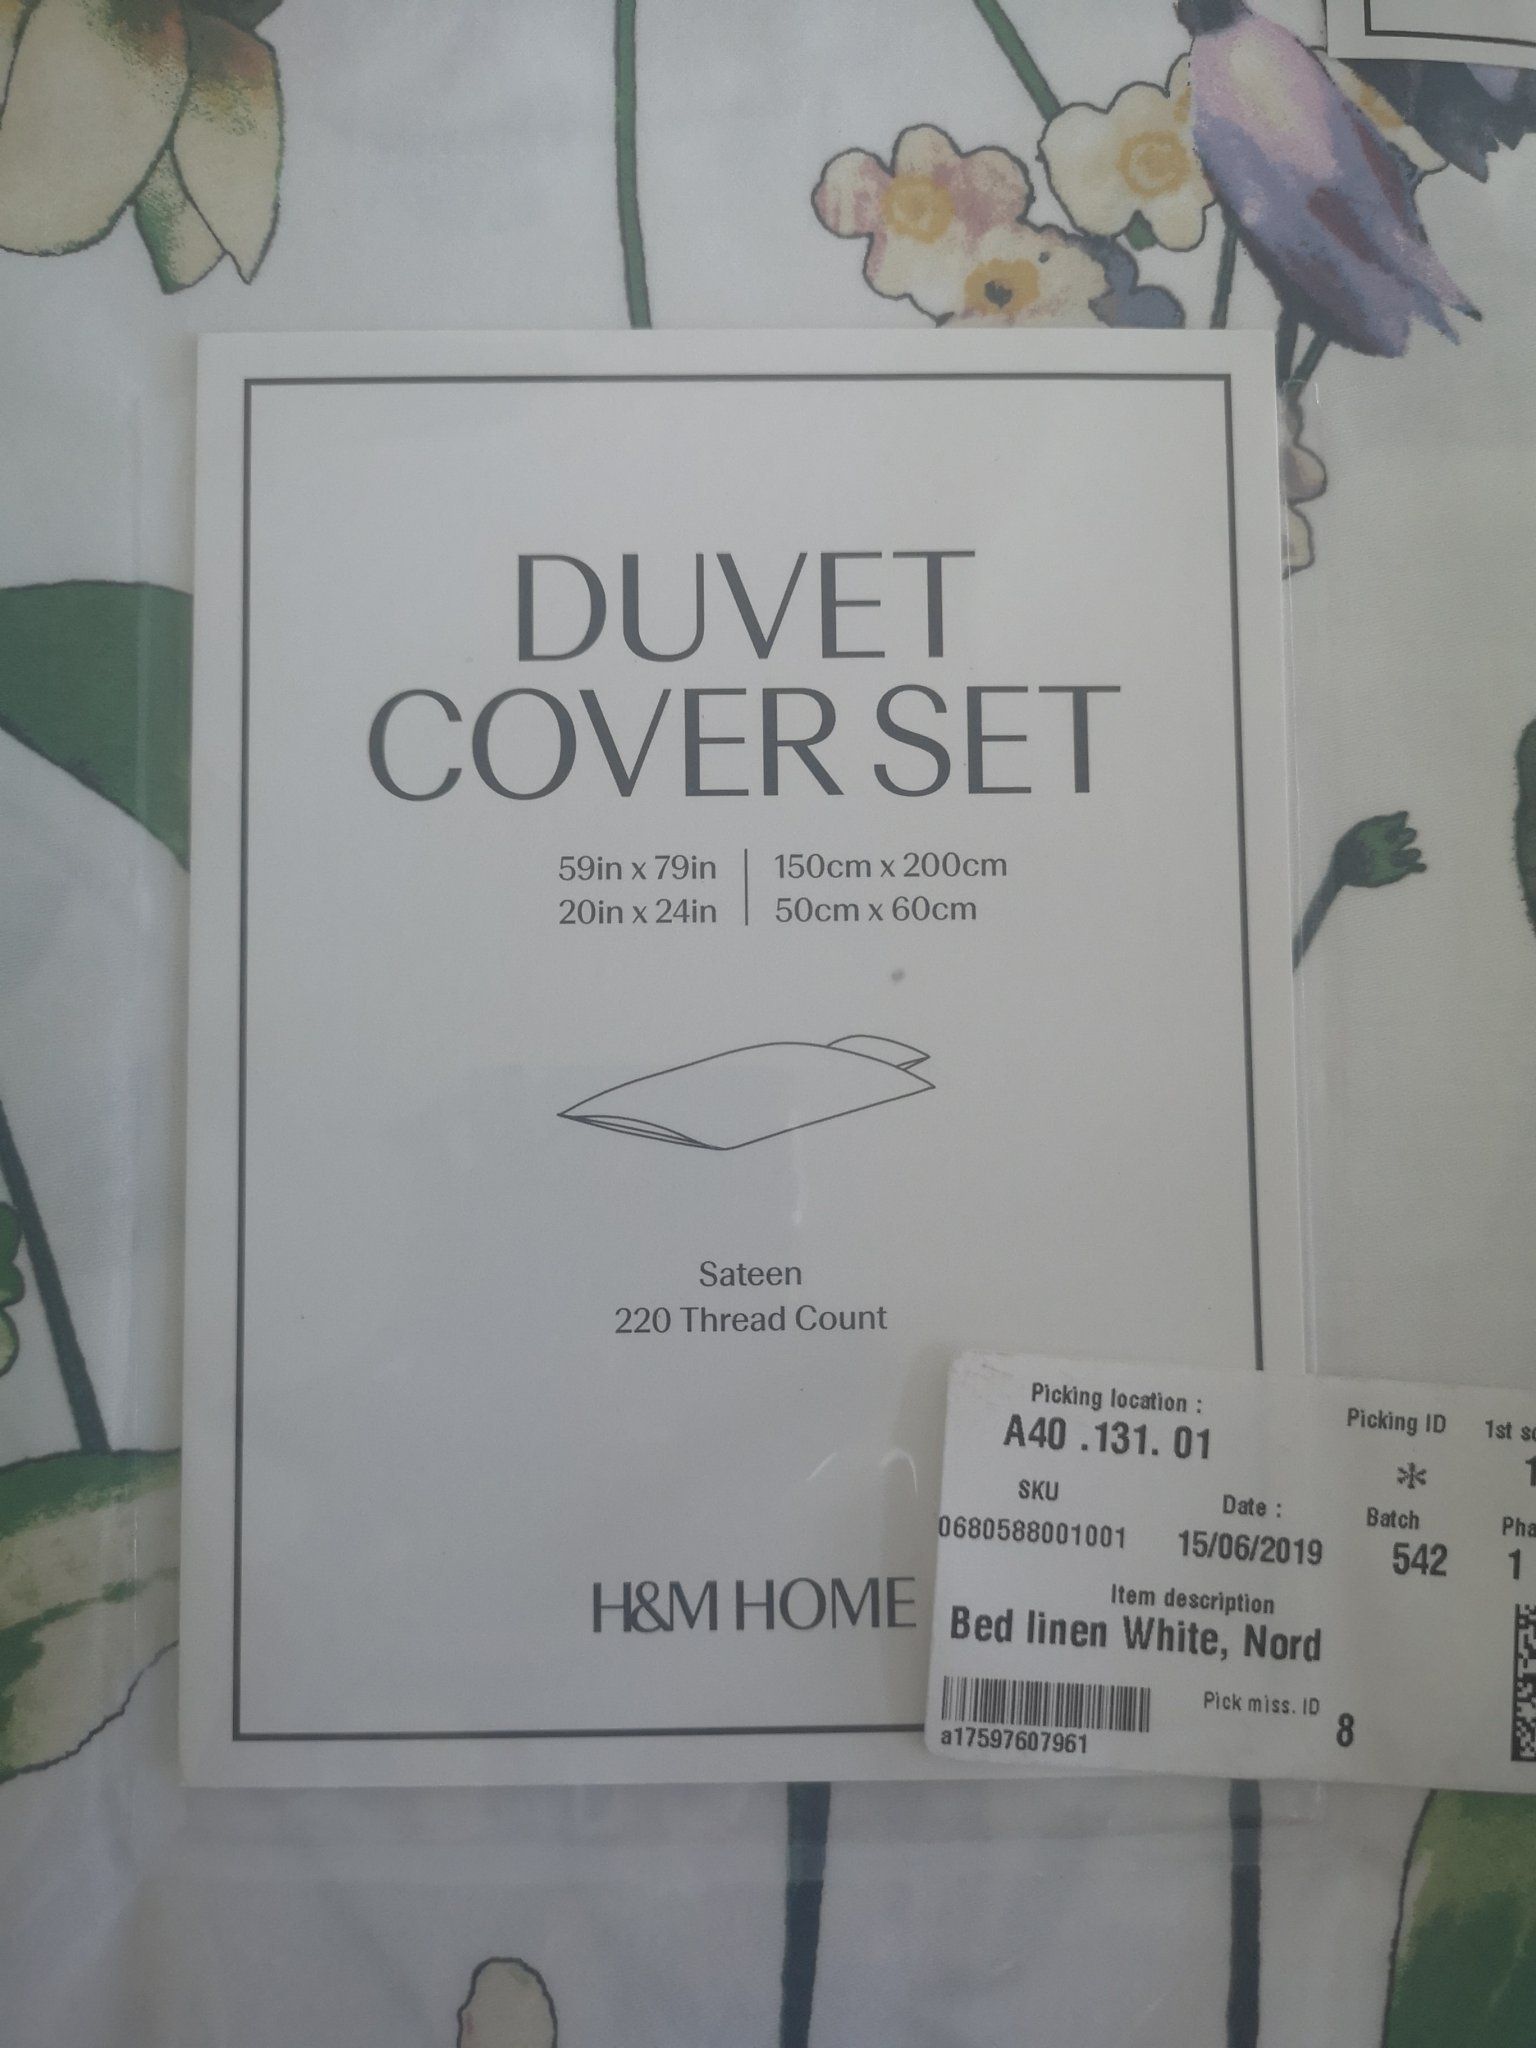 DUVET
COVER SET
59in x 79in | 150cm x 200cm
20in x 24in | 50cm x 60cm
Sateen
220 Thread Count
H&M HOME
Picking location :
A40 .131. 01
Picking ID
*
1st
SKU
0680588001001
Date :
15/06/2019
Batch
542
1
Item description
Bed linen White, Nord
a17597607961
Pick miss. ID
8